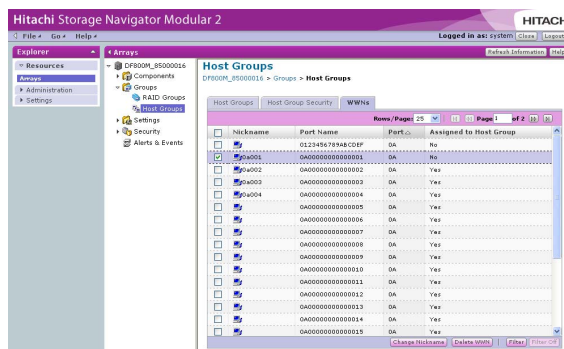 Hitachi Storage Navigator Modular 2
HITACH
File Go Help
Logged in as: system Close Logout
Explorer
Arrays
Refresh Information Help
Resources
Arrays
Administration
Settings
DF800M_85000016
Components
Groups
RAID Groups
Host Groups
Settings
Security
Alerts & Events
Host Groups
DF800M_85000016 > Groups > Host Groups
Host Groups Host Group Security WWNs
Rows/Page: 25 Page 1 of 2
Nickname Port Name Port Assigned to Host Group
0123456789ABCDEF 0A No
0a001 0A00000000000001 0A No
0a002 0A00000000000002 0A Yes
0a003 0A00000000000003 0A Yes
0a004 0A00000000000004 0A Yes
0A00000000000005 0A Yes
0A00000000000006 0A Yes
0A00000000000007 0A Yes
0A00000000000008 0A Yes
0A00000000000009 0A Yes
0A00000000000010 0A Yes
0A00000000000011 0A Yes
0A00000000000012 0A Yes
0A00000000000013 0A Yes
0A00000000000014 0A Yes
0A00000000000015 0A Yes
Change Nickname Delete WWN Filter Filter Off